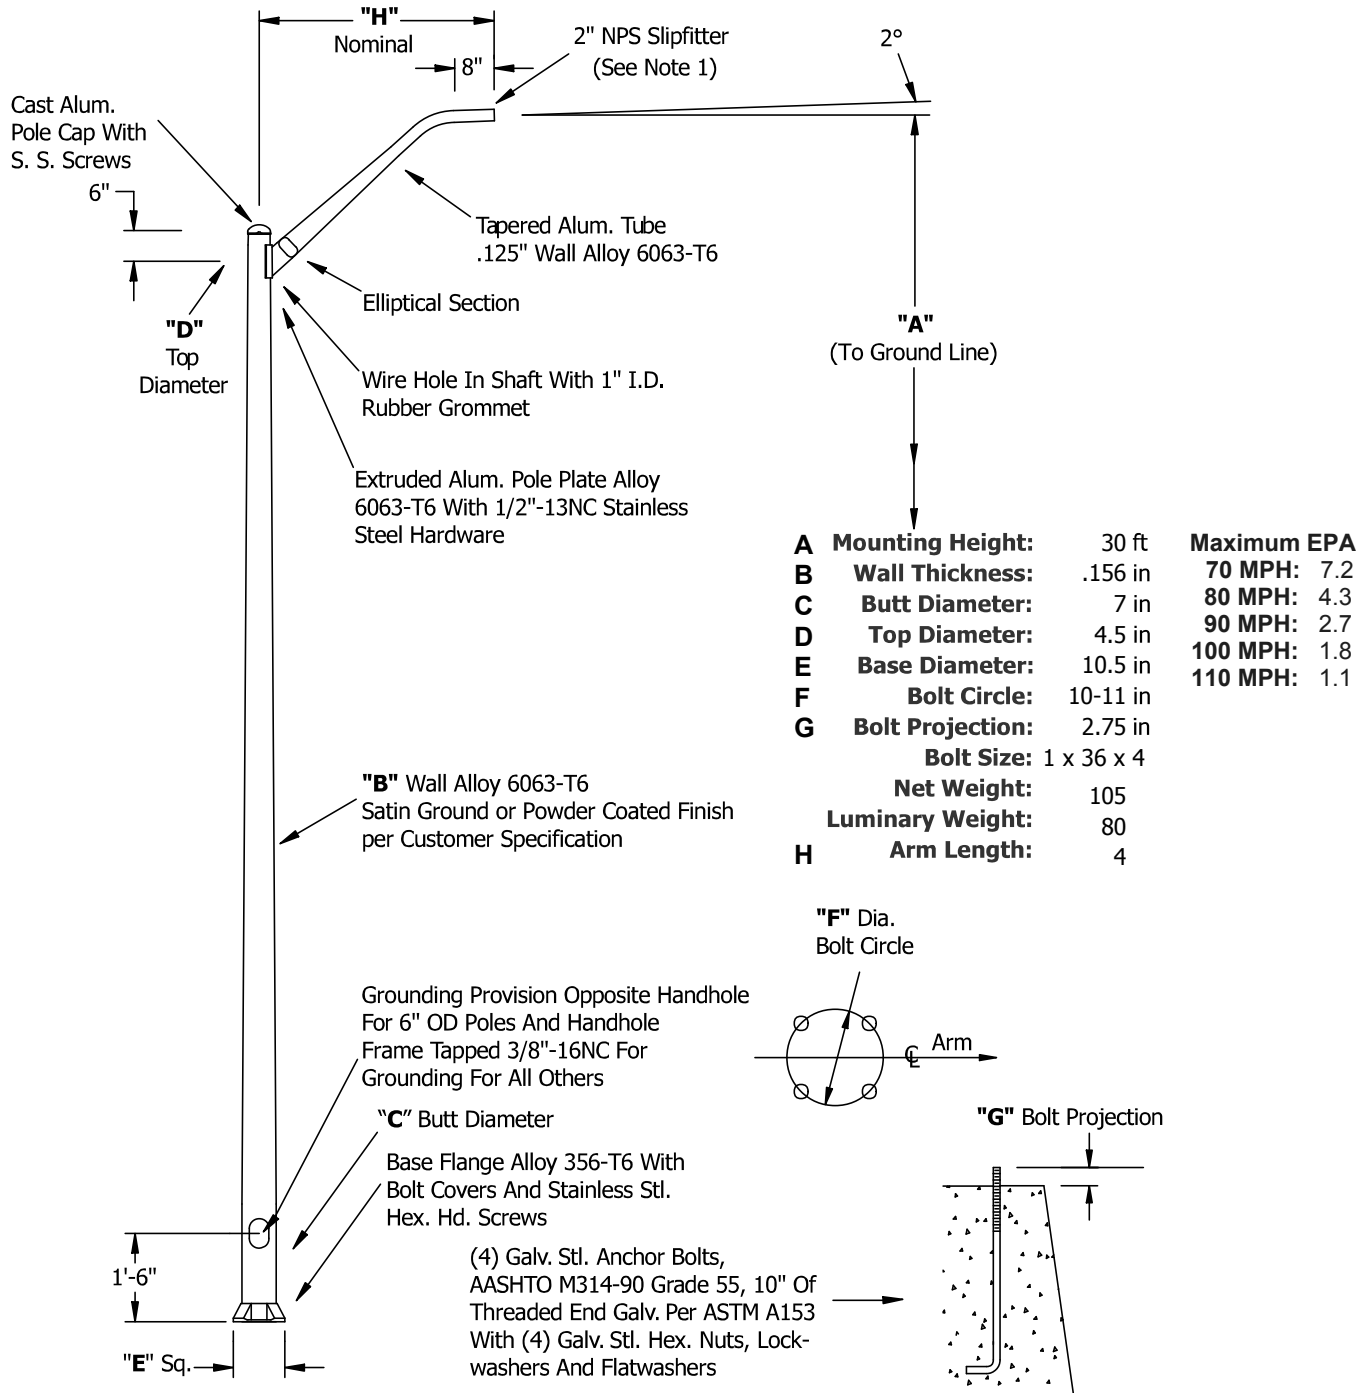 "H"
Nominal
8"
2" NPS Slipfitter
(See Note 1)
2°
Cast Alum.
Pole Cap With
S. S. Screws
6"
Tapered Alum. Tube
.125" Wall Alloy 6063-T6
Elliptical Section
"D"
Top
Diameter
"A"
(To Ground Line)
Wire Hole In Shaft With 1" I.D.
Rubber Grommet
Extruded Alum. Pole Plate Alloy
6063-T6 With 1/2"-13NC Stainless
Steel Hardware
A Mounting Height: 30 ft
B Wall Thickness: .156 in
C Butt Diameter: 7 in
D Top Diameter: 4.5 in
E Base Diameter: 10.5 in
F Bolt Circle: 10-11 in
G Bolt Projection: 2.75 in
Bolt Size: 1 x 36 x 4
Net Weight: 105
Luminary Weight: 80
H Arm Length: 4
Maximum EPA
70 MPH: 7.2
80 MPH: 4.3
90 MPH: 2.7
100 MPH: 1.8
110 MPH: 1.1
"B" Wall Alloy 6063-T6
Satin Ground or Powder Coated Finish
per Customer Specification
"F" Dia.
Bolt Circle
℄ Arm
Grounding Provision Opposite Handhole
For 6" OD Poles And Handhole
Frame Tapped 3/8"-16NC For
Grounding For All Others
“C” Butt Diameter
Base Flange Alloy 356-T6 With
Bolt Covers And Stainless Stl.
Hex. Hd. Screws
"G" Bolt Projection
1'-6"
(4) Galv. Stl. Anchor Bolts,
AASHTO M314-90 Grade 55, 10" Of
Threaded End Galv. Per ASTM A153
With (4) Galv. Stl. Hex. Nuts, Lock-
washers And Flatwashers
"E" Sq.